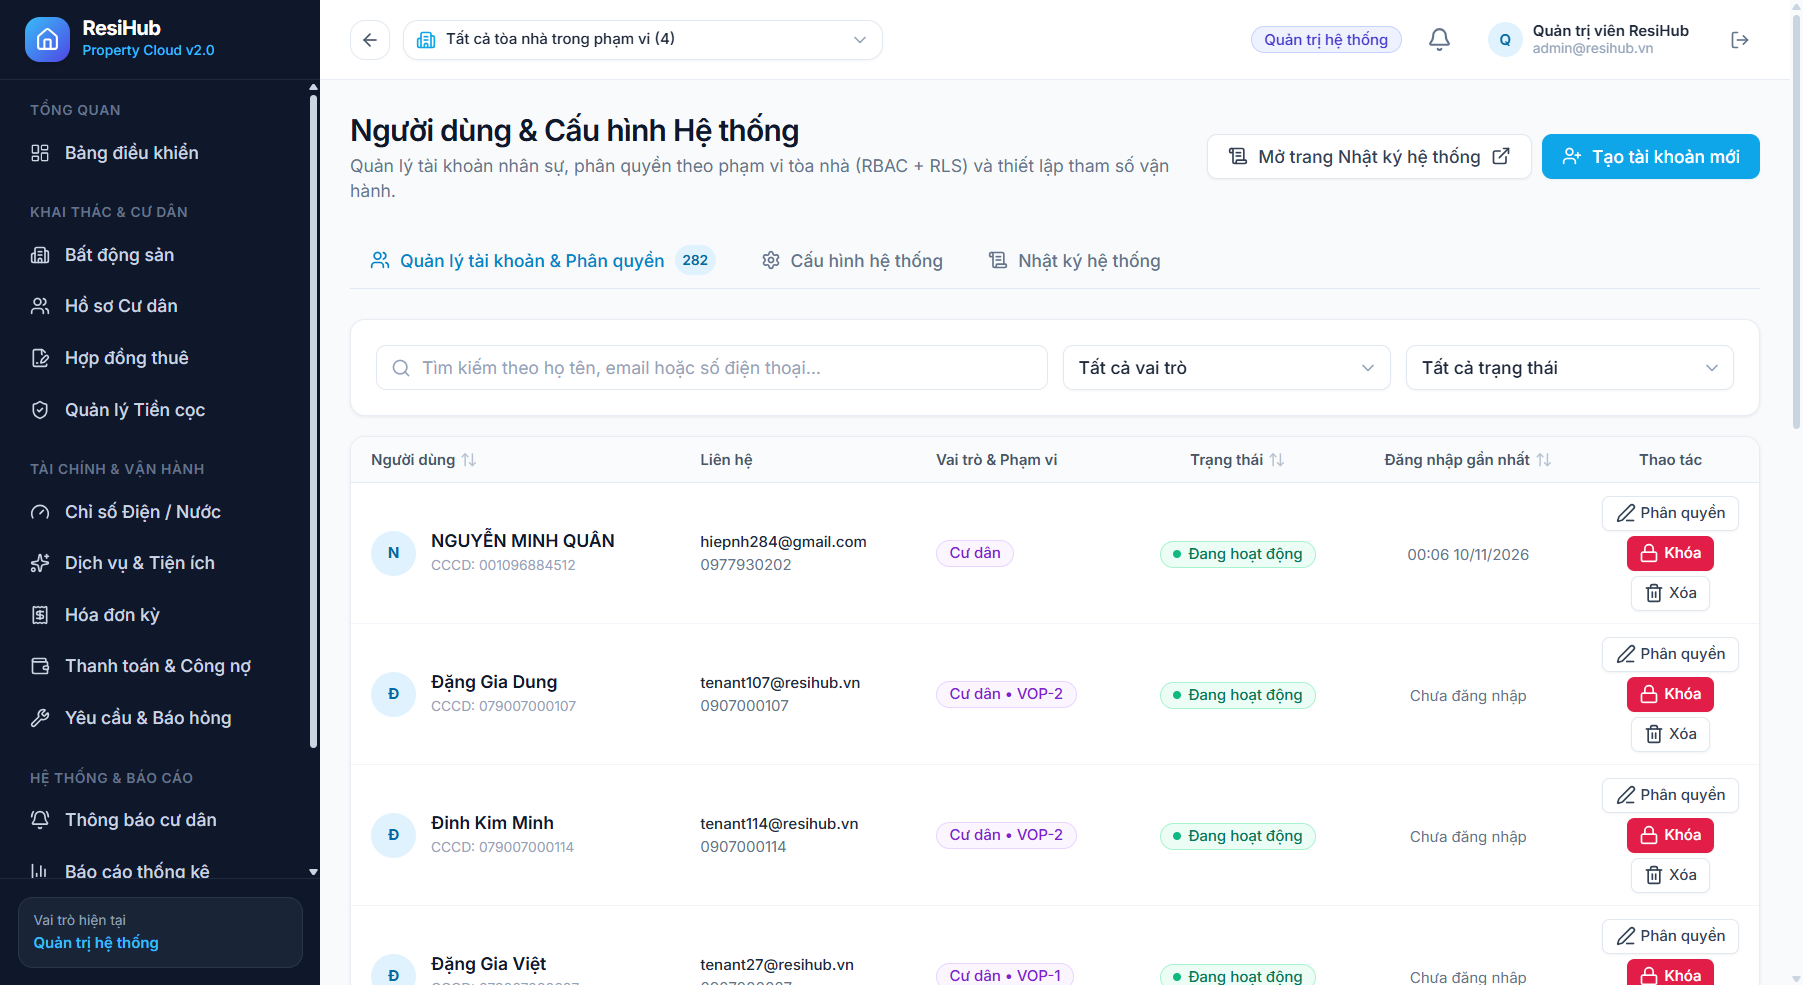 ResiHub
Property Cloud v2.0
TỔNG QUAN
Bảng điều khiển
KHAI THÁC & CƯ DÂN
Bất động sản
Hồ sơ Cư dân
Hợp đồng thuê
Quản lý Tiền cọc
TÀI CHÍNH & VẬN HÀNH
Chỉ số Điện / Nước
Dịch vụ & Tiện ích
Hóa đơn kỳ
Thanh toán & Công nợ
Yêu cầu & Báo hỏng
HỆ THỐNG & BÁO CÁO
Thông báo cư dân
Báo cáo thống kê
Vai trò hiện tại
Quản trị hệ thống
Tất cả tòa nhà trong phạm vi (4)
Quản trị hệ thống
Q
Quản trị viên ResiHub
admin@resihub.vn
Người dùng & Cấu hình Hệ thống
Quản lý tài khoản nhân sự, phân quyền theo phạm vi tòa nhà (RBAC + RLS) và thiết lập tham số vận
hành.
Mở trang Nhật ký hệ thống
Tạo tài khoản mới
Quản lý tài khoản & Phân quyền 282
Cấu hình hệ thống
Nhật ký hệ thống
Tìm kiếm theo họ tên, email hoặc số điện thoại...
Tất cả vai trò
Tất cả trạng thái
Người dùng Liên hệ Vai trò & Phạm vi Trạng thái Đăng nhập gần nhất Thao tác
N
NGUYỄN MINH QUÂN
CCCD: 001096884512
hiepnh284@gmail.com
0977930202
Cư dân
Đang hoạt động
00:06 10/11/2026
Phân quyền
Khóa
Xóa
Đ
Đặng Gia Dung
CCCD: 079007000107
tenant107@resihub.vn
0907000107
Cư dân • VOP-2
Đang hoạt động
Chưa đăng nhập
Phân quyền
Khóa
Xóa
Đ
Đinh Kim Minh
CCCD: 079007000114
tenant114@resihub.vn
0907000114
Cư dân • VOP-2
Đang hoạt động
Chưa đăng nhập
Phân quyền
Khóa
Xóa
Đ
Đặng Gia Việt
tenant27@resihub.vn
Cư dân • VOP-1
Đang hoạt động
Chưa đăng nhập
Phân quyền
Khóa